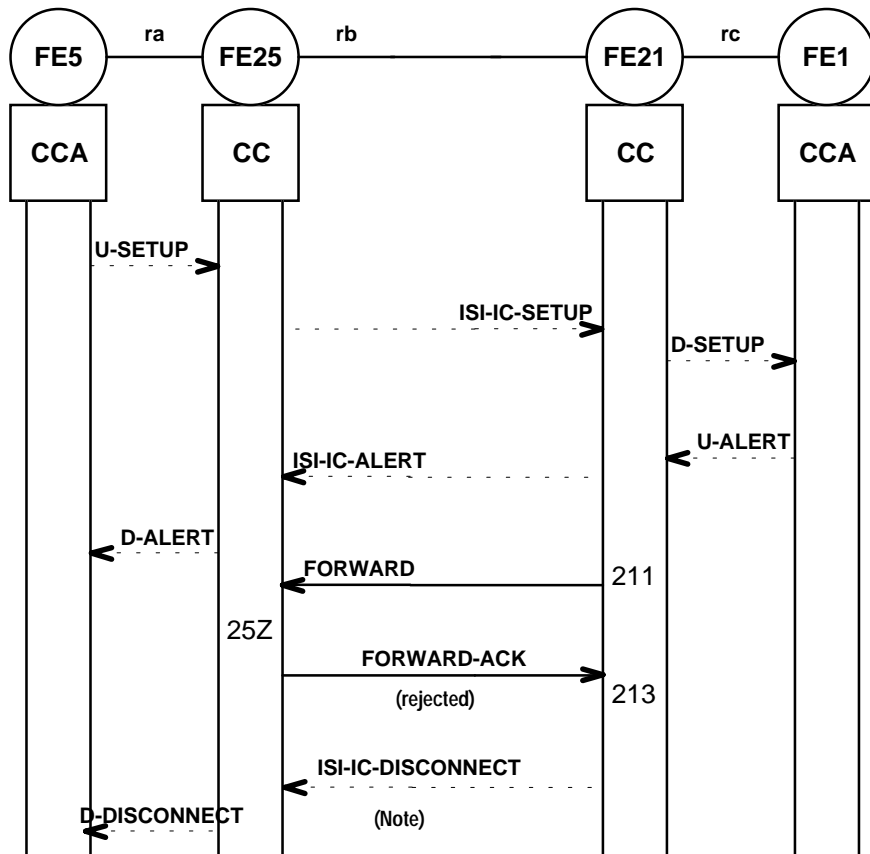 ra rb rc
FE5 FE25 FE21 FE1
CCA CC CC CCA
U-SETUP
ISI-IC-SETUP
D-SETUP
U-ALERT
ISI-IC-ALERT
D-ALERT
FORWARD
211
25Z
FORWARD-ACK
(rejected)
213
ISI-IC-DISCONNECT
D-DISCONNECT
(Note)